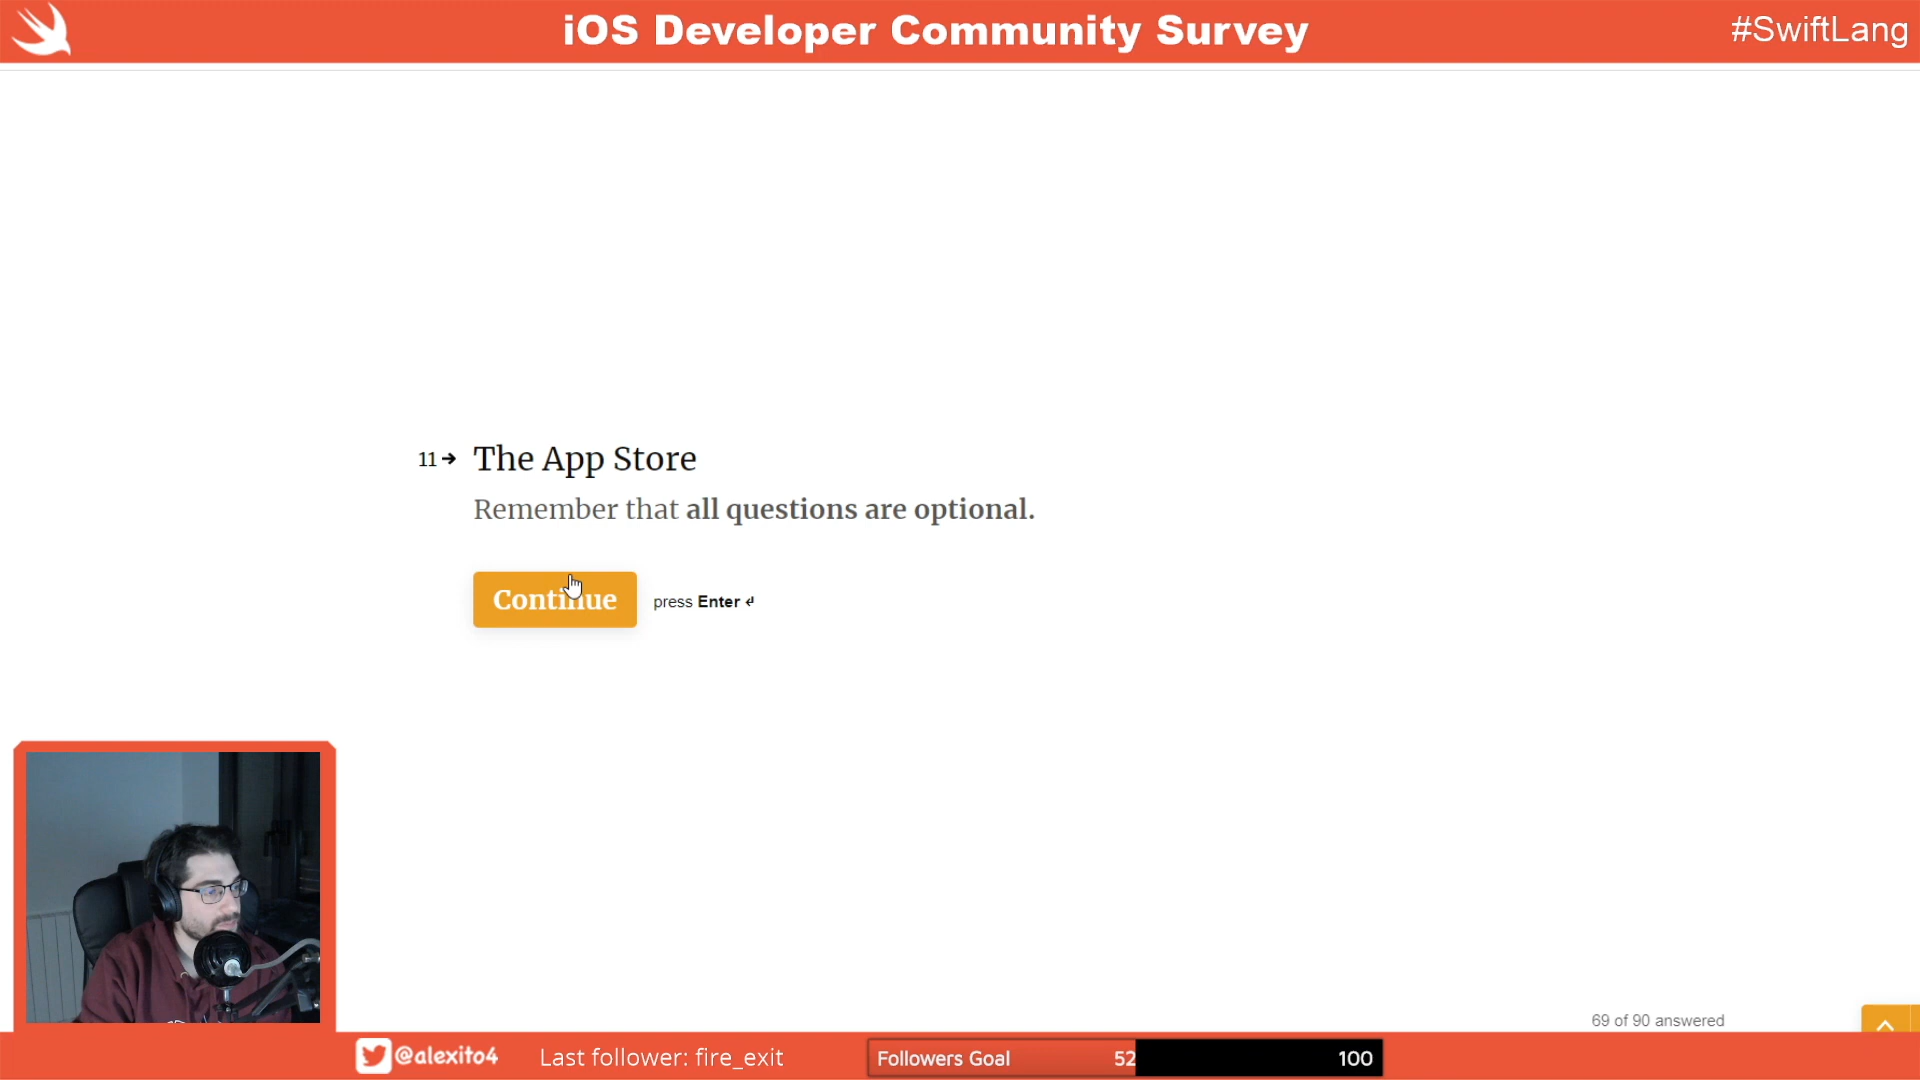 iOS Developer Community Survey
#SwiftLang
11 The App Store
Remember that all questions are optional.
Continue
press Enter
69 of 90 answered
@alexito4
Last follower: fire_exit
Followers Goal 52 100